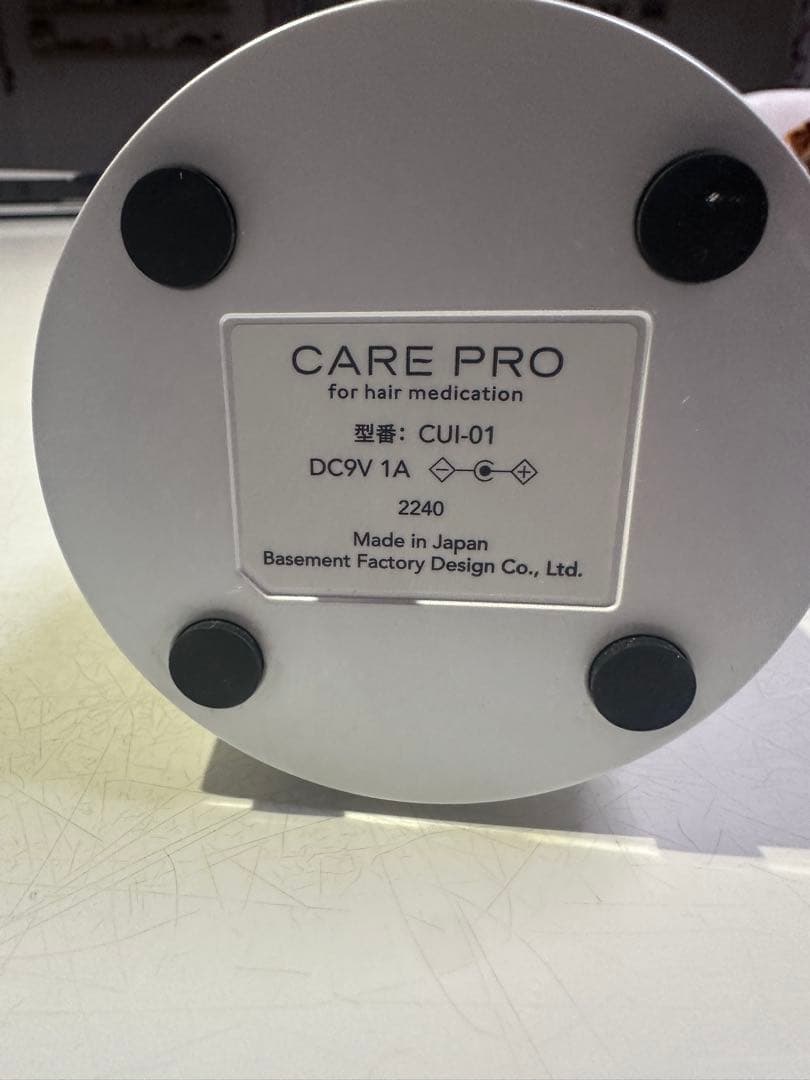 CARE PRO
for hair medication
型番: CUI-01
DC9V 1A
2240
Made in Japan
Basement Factory Design Co., Ltd.